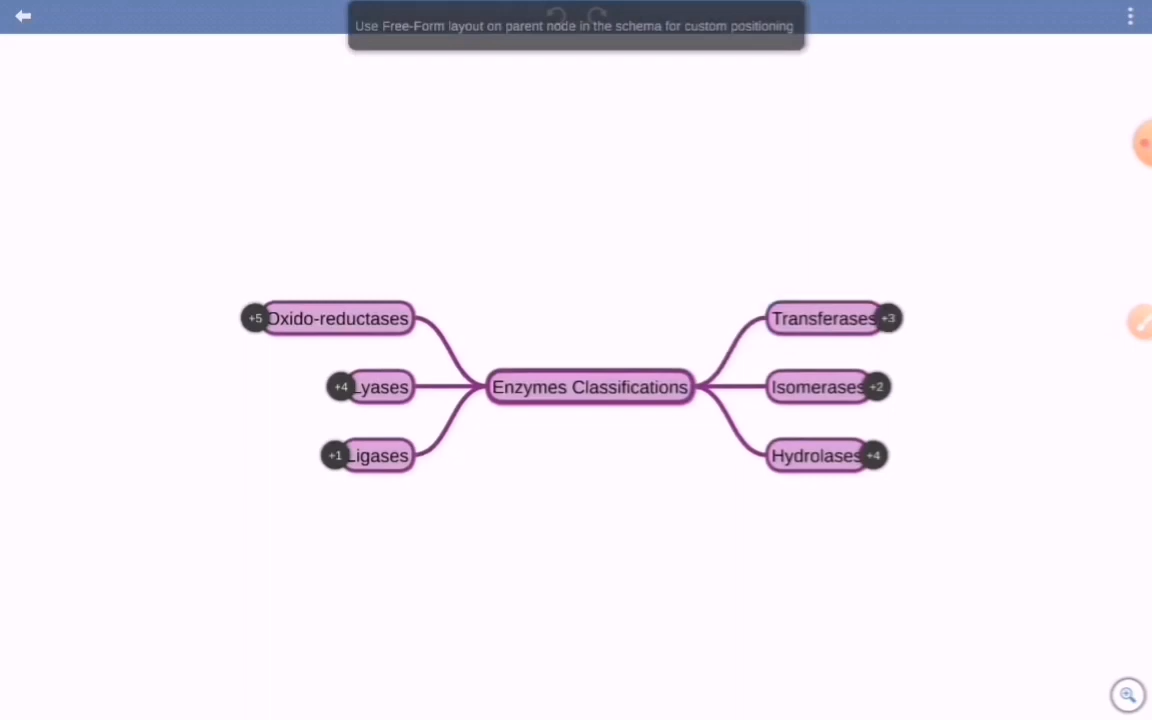 Use Free-Form layout on parent node in the schema for custom positioning
+5 Oxido-reductases
Transferases +3
+4 Lyases
Enzymes Classifications
Isomerases +2
+1 Ligases
Hydrolases +4